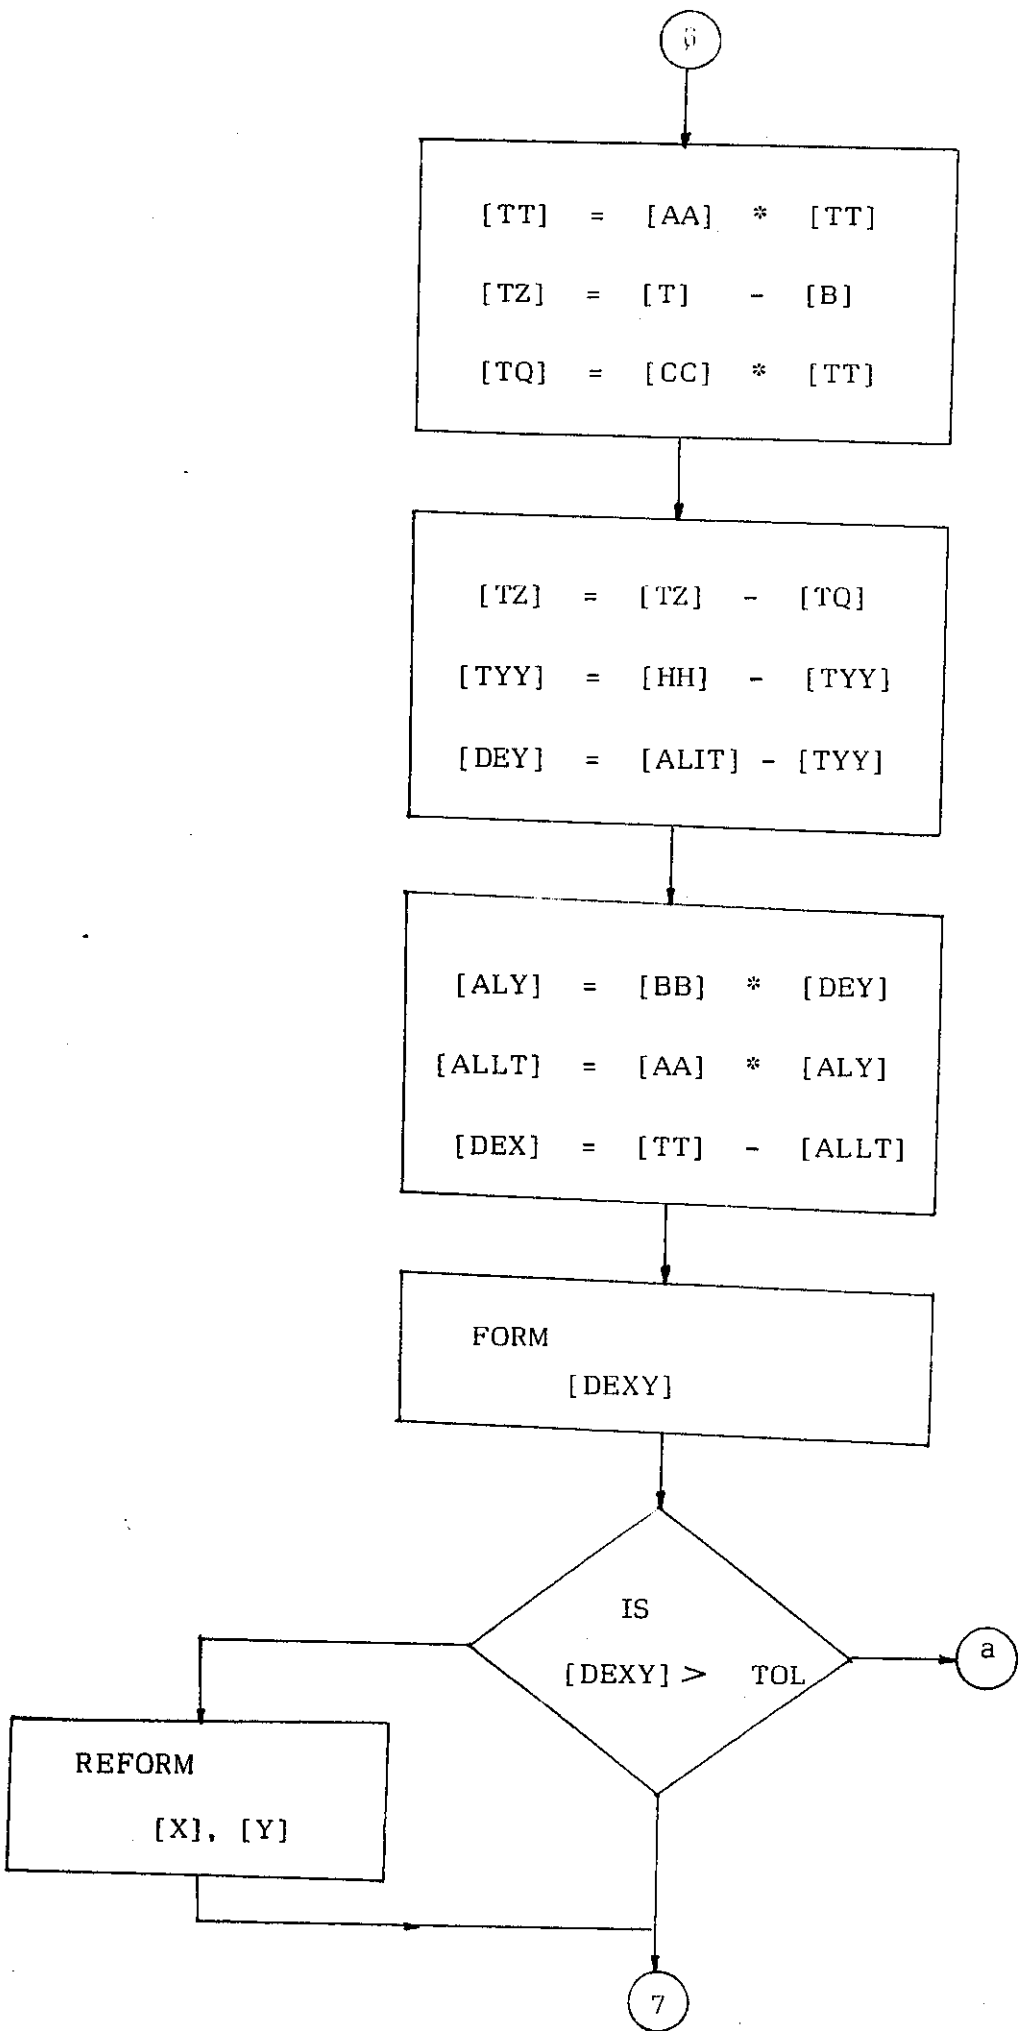 [TT] = [AA] * [TT]
[TZ] = [T] - [B]
[TQ] = [CC] * [TT]
[TZ] = [TZ] - [TQ]
[TYY] = [HH] - [TYY]
[DEY] = [ALIT] - [TYY]
[ALY] = [BB] * [DEY]
[ALLT] = [AA] * [ALY]
[DEX] = [TT] - [ALLT]
FORM
[DEXY]
IS
[DEXY] > TOL
a
REFORM
[X], [Y]
7